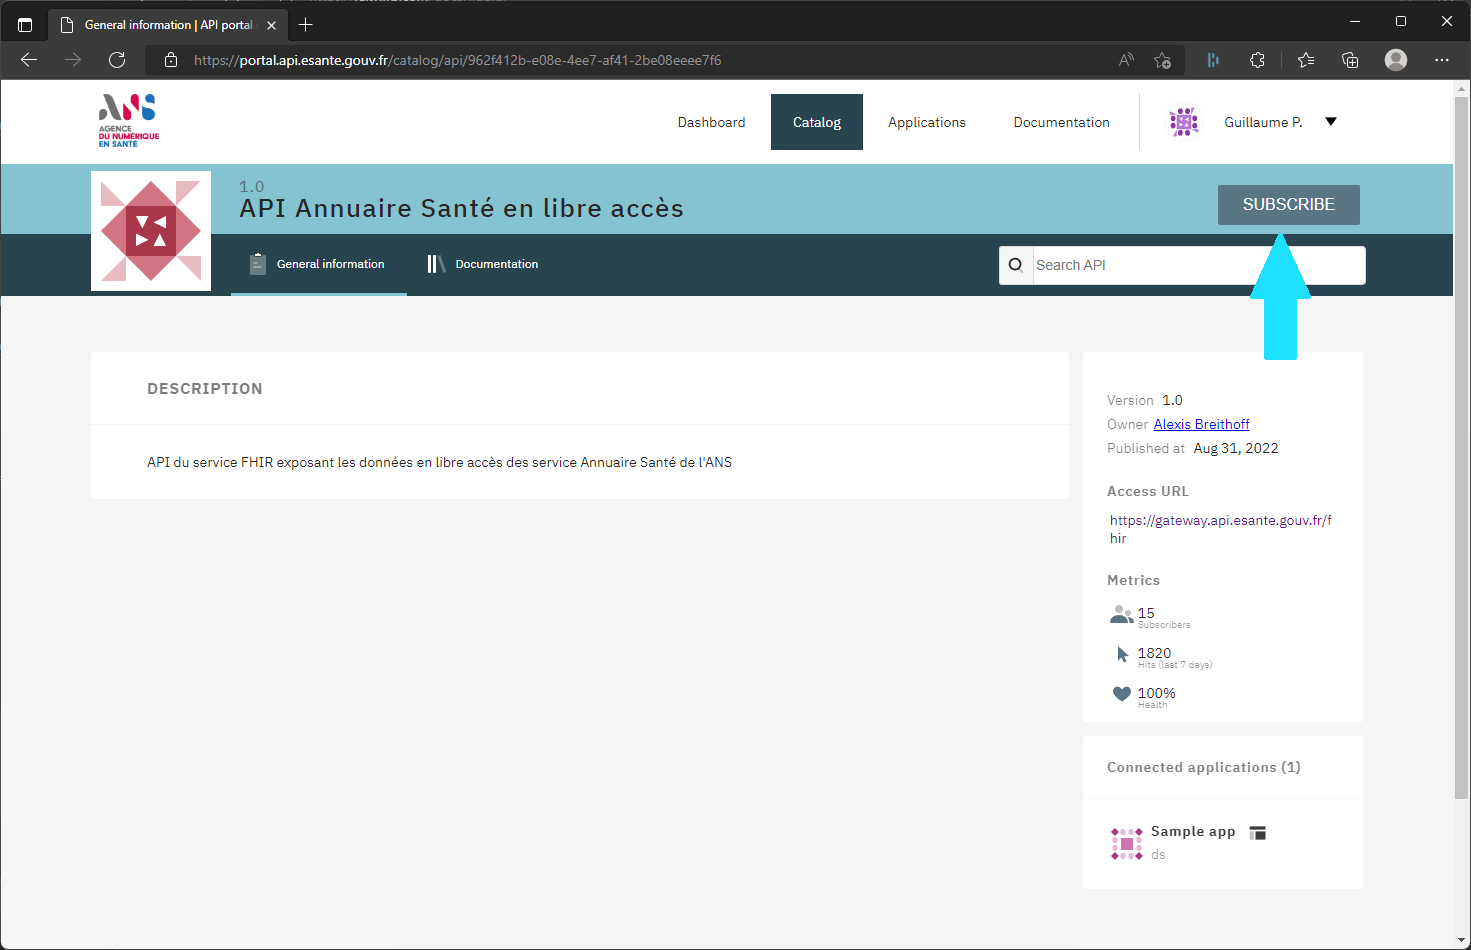 General information | API portal
https://portal.api.esante.gouv.fr/catalog/api/962f412b-e08e-4ee7-af41-2be08eeee7f6
ANS
AGENCE
DU NUMÉRIQUE
EN SANTÉ
Dashboard
Catalog
Applications
Documentation
Guillaume P.
1.0
API Annuaire Santé en libre accès
SUBSCRIBE
General information
Documentation
Search API
DESCRIPTION
API du service FHIR exposant les données en libre accès des service Annuaire Santé de l'ANS
Version 1.0
Owner Alexis Breithoff
Published at Aug 31, 2022
Access URL
https://gateway.api.esante.gouv.fr/f
hir
Metrics
15
Subscribers
1820
Hits (last 7 days)
100%
Health
Connected applications (1)
Sample app
ds